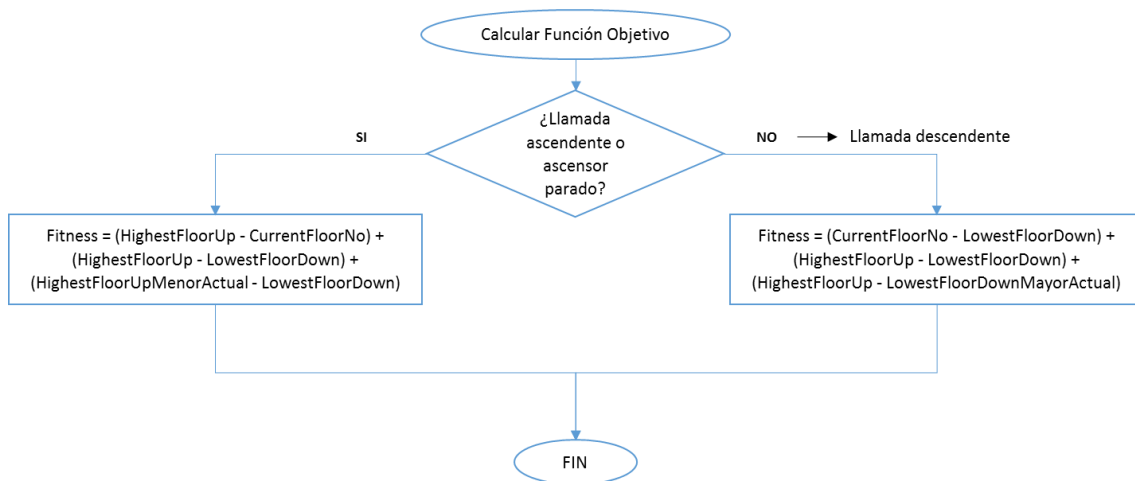 Calcular Función Objetivo
¿Llamada
ascendente o
ascensor
parado?
SI
NO
Llamada descendente
Fitness = (HighestFloorUp - CurrentFloorNo) +
(HighestFloorUp - LowestFloorDown) +
(HighestFloorUpMenorActual - LowestFloorDown)
Fitness = (CurrentFloorNo - LowestFloorDown) +
(HighestFloorUp - LowestFloorDown) +
(HighestFloorUp - LowestFloorDownMayorActual)
FIN